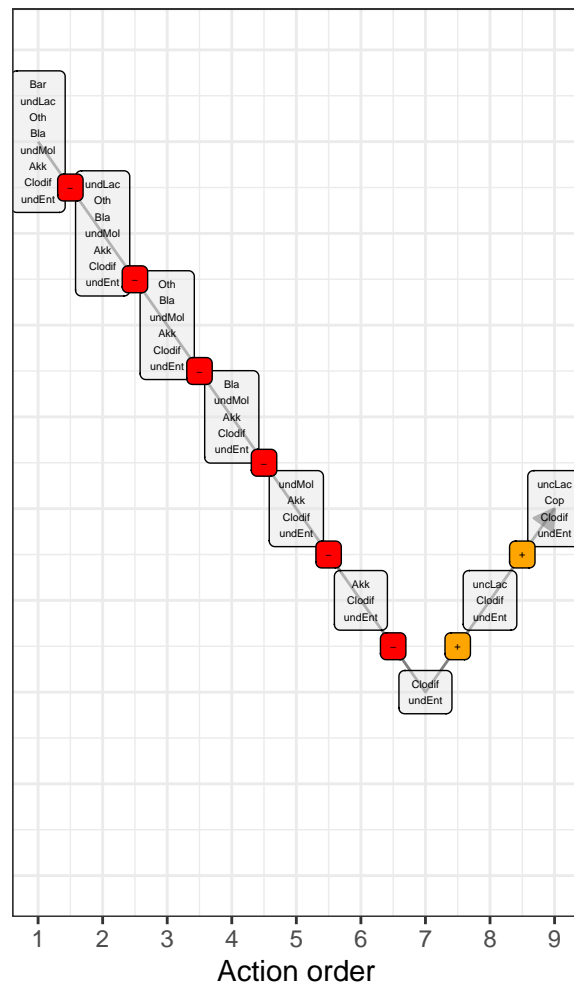 Bar
undLac
Oth
Bla
undMol
Akk
Clodif
undEnt
−
undLac
Oth
Bla
undMol
Akk
Clodif
undEnt
−
Oth
Bla
undMol
Akk
Clodif
undEnt
−
Bla
undMol
Akk
Clodif
undEnt
−
undMol
Akk
Clodif
undEnt
−
Akk
Clodif
undEnt
−
Clodif
undEnt
+
uncLac
Clodif
undEnt
+
uncLac
Cop
Clodif
undEnt
1 2 3 4 5 6 7 8 9
Action order